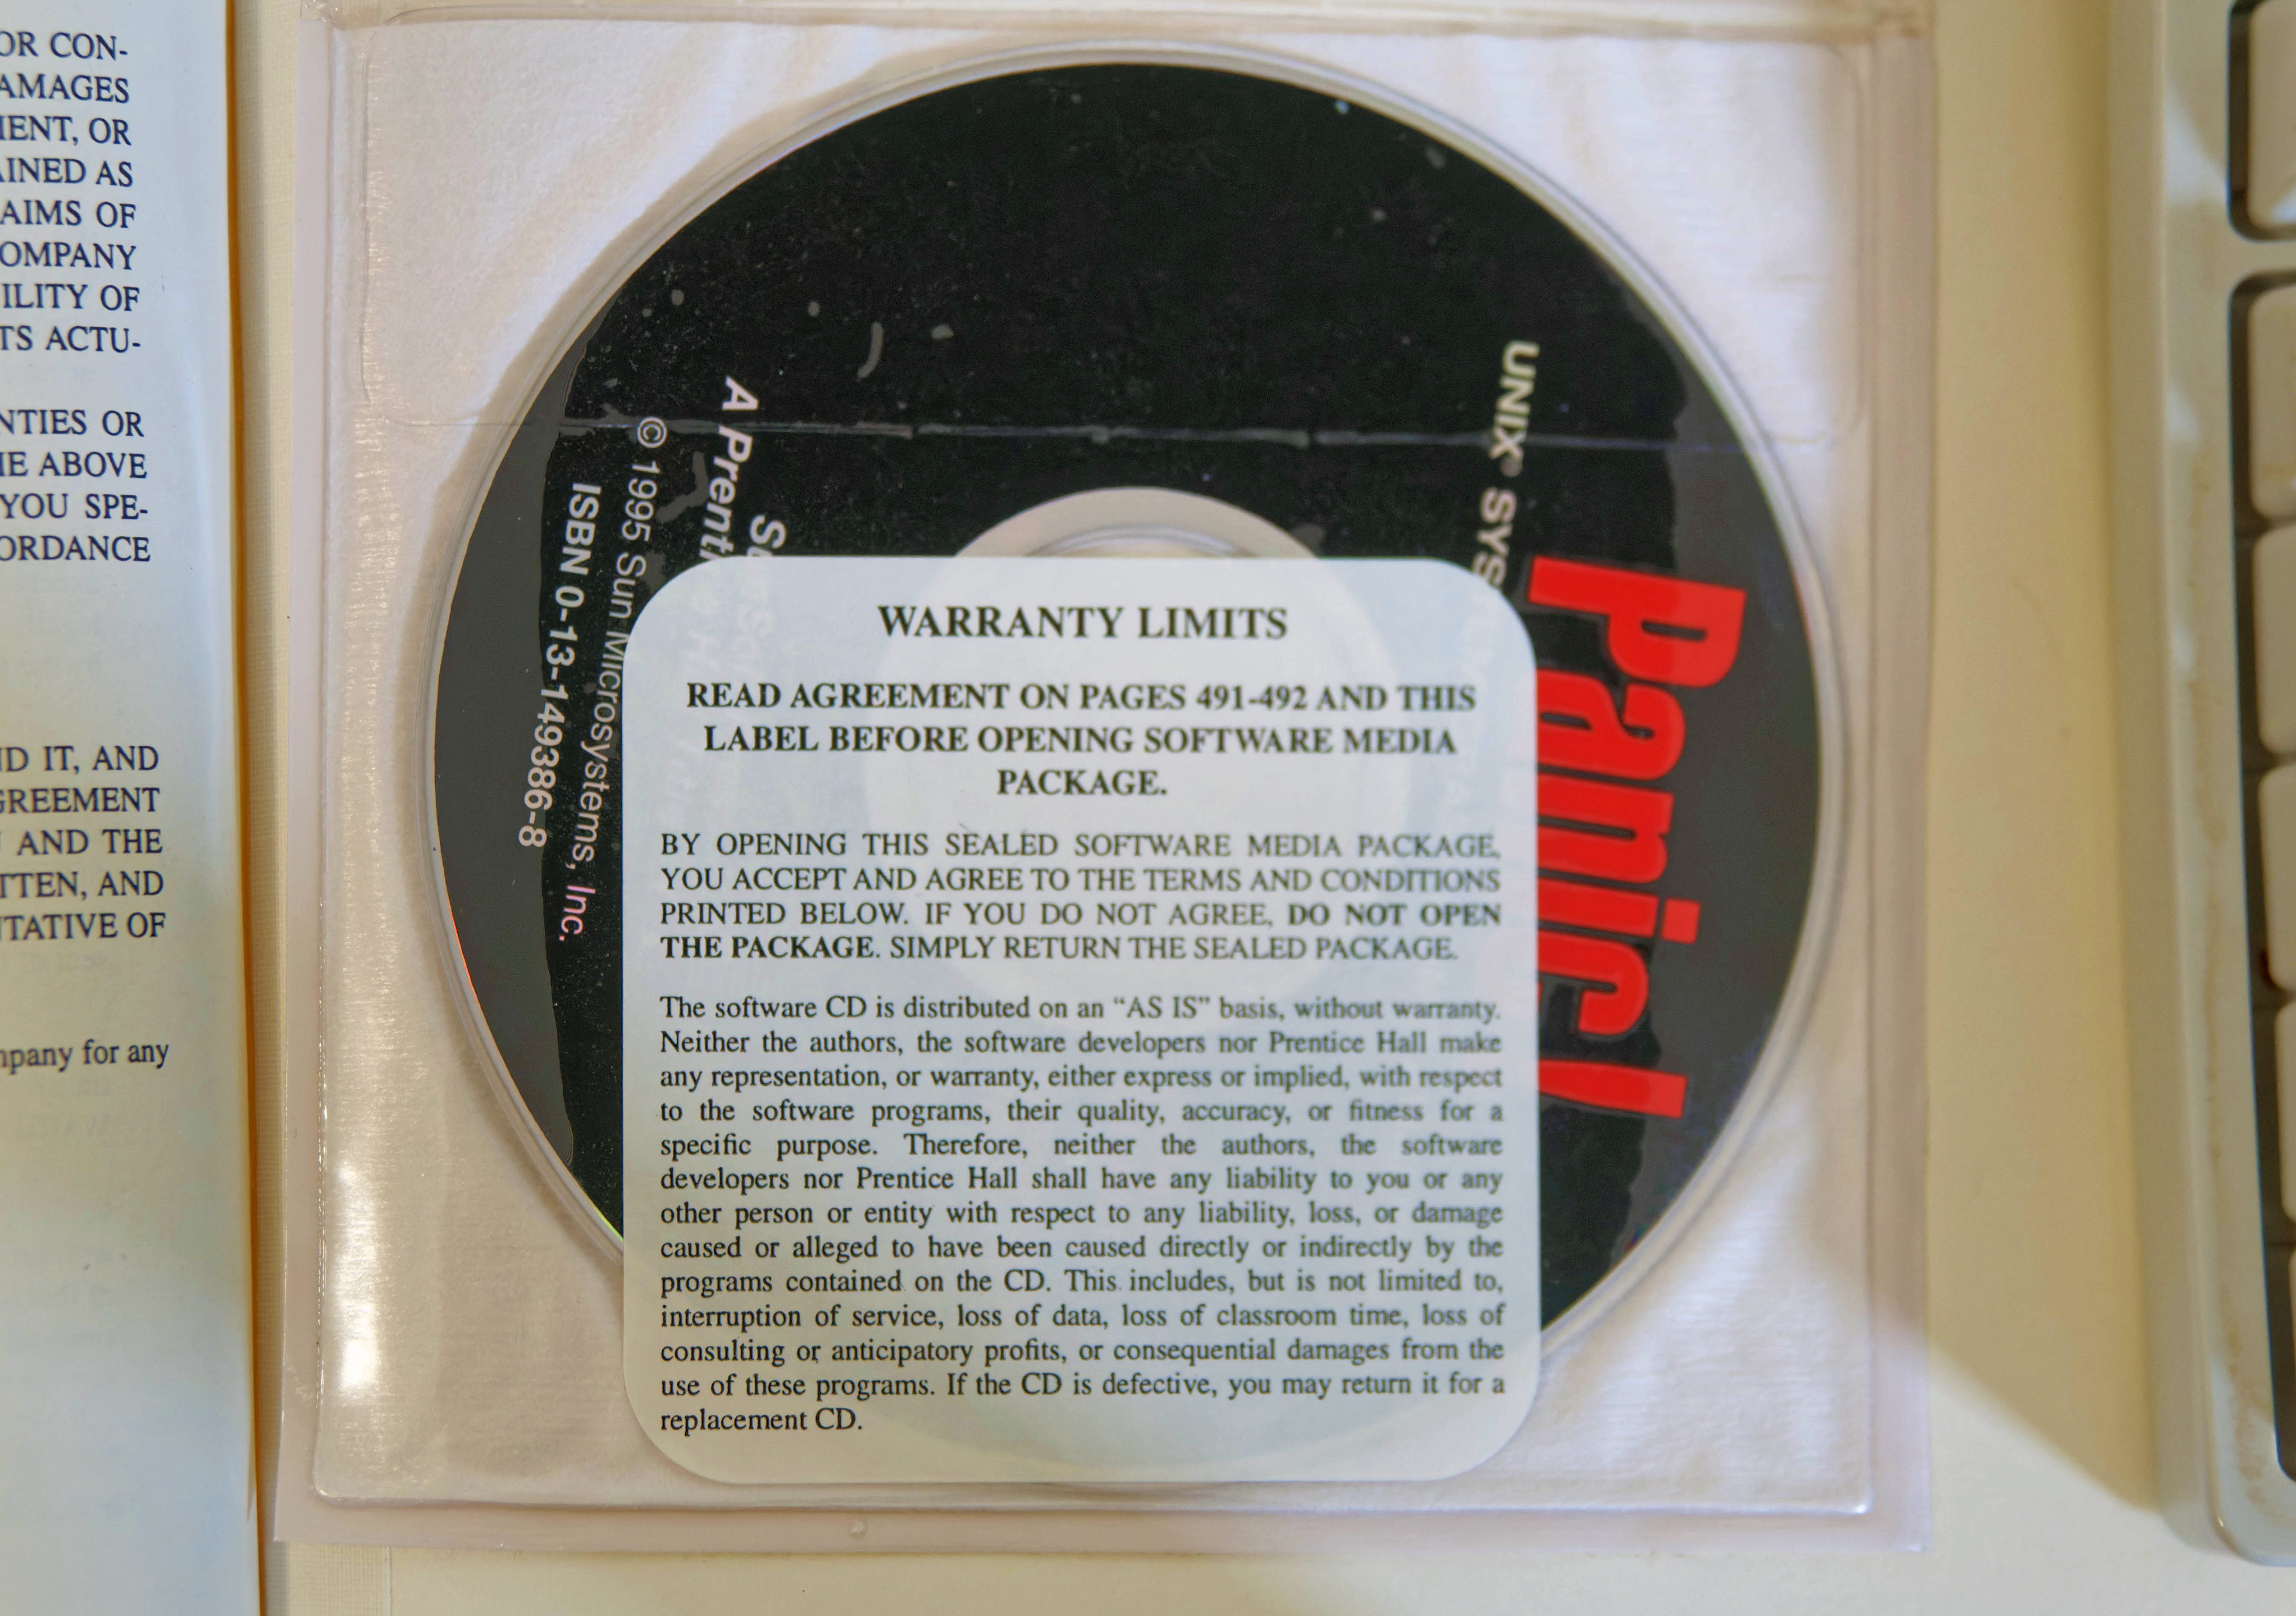 OR CON-
AMAGES
OR
AS
OF
OMPANY
ILITY OF
TS ACTU-
NTIES OR
ABOVE
YOU SPE-
ORDANCE
IT, AND
GREEMENT
AND THE
TTEN, AND
TATIVE OF
mpany for any
Panic!
UNIX® SYS
A Prenti
© 1995 Sun Microsystems, Inc.
ISBN 0-13-149386-8
WARRANTY LIMITS
READ AGREEMENT ON PAGES 491-492 AND THIS
LABEL BEFORE OPENING SOFTWARE MEDIA
PACKAGE.
BY OPENING THIS SEALED SOFTWARE MEDIA PACKAGE,
YOU ACCEPT AND AGREE TO THE TERMS AND CONDITIONS
PRINTED BELOW. IF YOU DO NOT AGREE, DO NOT OPEN
THE PACKAGE. SIMPLY RETURN THE SEALED PACKAGE.
The software CD is distributed on an “AS IS” basis, without warranty.
Neither the authors, the software developers nor Prentice Hall make
any representation, or warranty, either express or implied, with respect
to the software programs, their quality, accuracy, or fitness for a
specific purpose. Therefore, neither the authors, the software
developers nor Prentice Hall shall have any liability to you or any
other person or entity with respect to any liability, loss, or damage
caused or alleged to have been caused directly or indirectly by the
programs contained on the CD. This includes, but is not limited to,
interruption of service, loss of data, loss of classroom time, loss of
consulting or anticipatory profits, or consequential damages from the
use of these programs. If the CD is defective, you may return it for a
replacement CD.